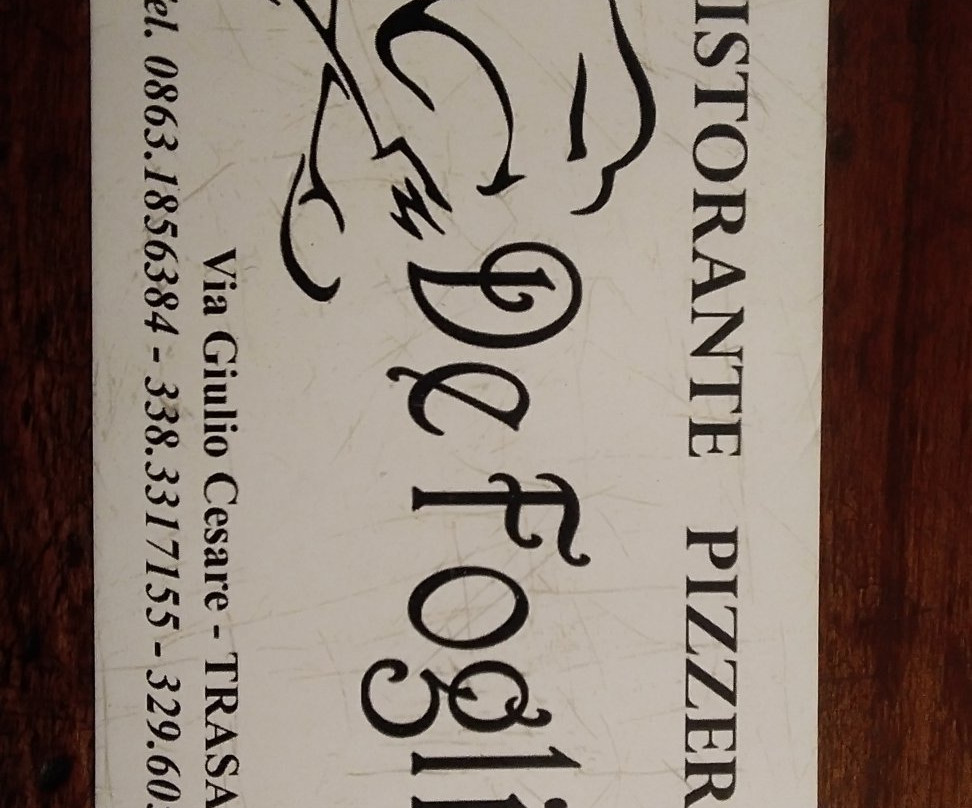 ISTORANTE PIZZER
De Fogli
Via Giulio Cesare - TRASA
el. 0863.1856384 - 338.3317155 - 329.60